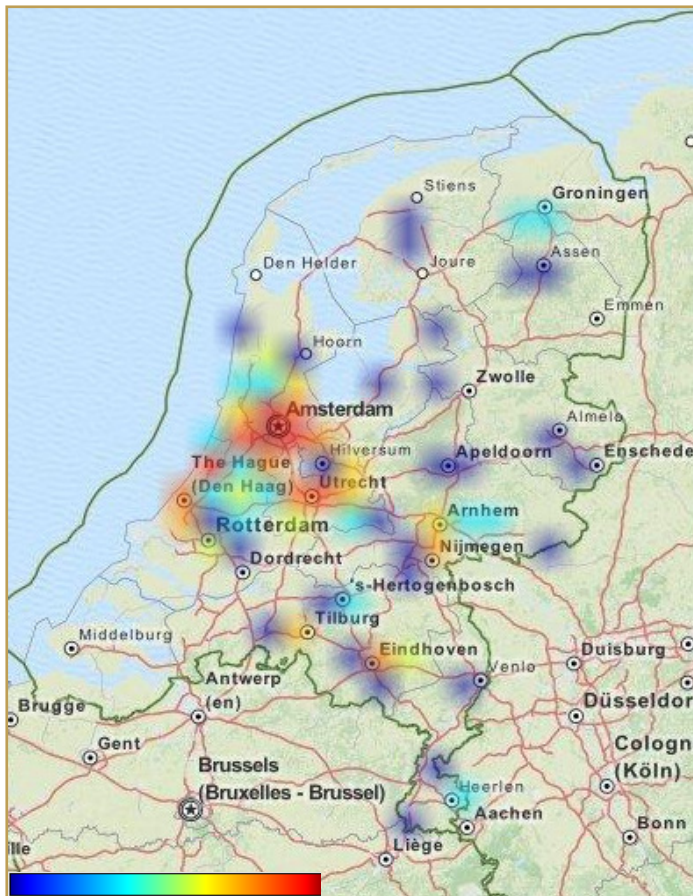 Stiens
Groningen
Assen
Den Helder
Joure
Emmen
Hoorn
Zwolle
Amsterdam
Almelo
Hilversum
Apeldoorn
Enschede
The Hague
(Den Haag)
Utrecht
Arnhem
Rotterdam
Nijmegen
Dordrecht
's-Hertogenbosch
Tilburg
Middelburg
Eindhoven
Duisburg
Venlo
Antwerp
(en)
Brugge
Düsseldor
Gent
Cologn
(Köln)
Brussels
(Bruxelles - Brussel)
Heerlen
Aachen
Bonn
Liège
ille